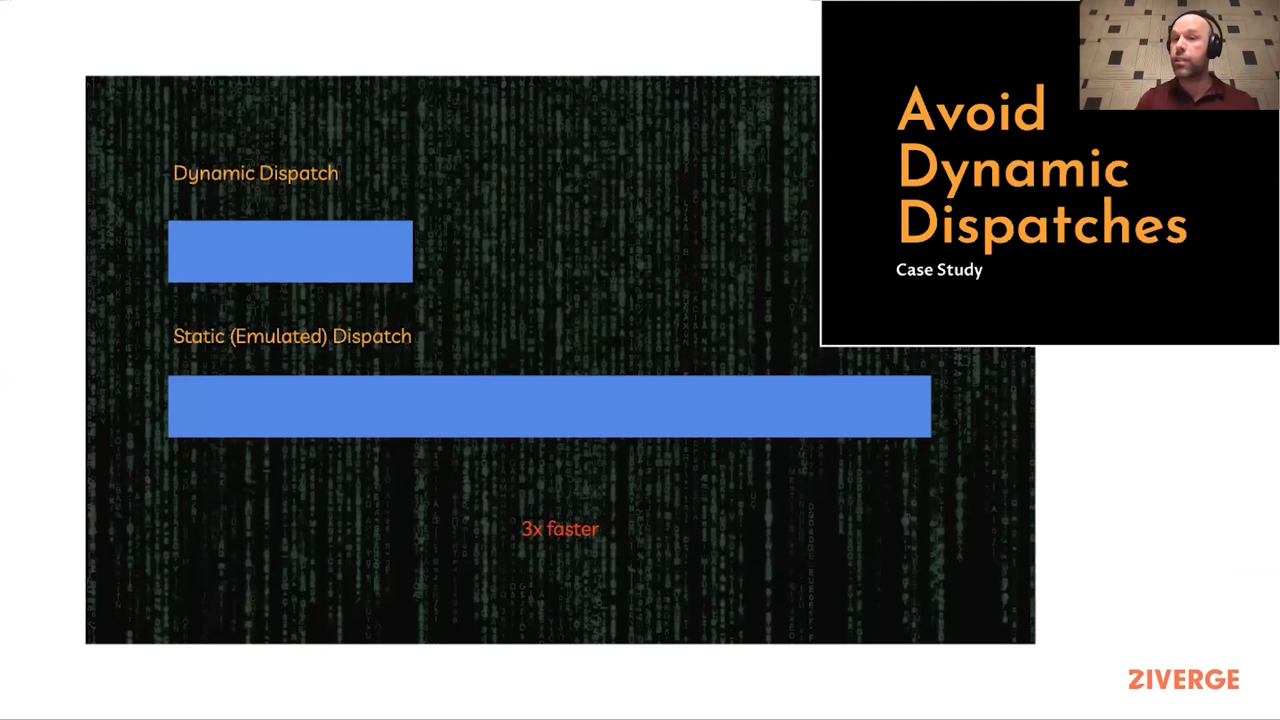 Avoid
Dynamic
Dispatches
Case Study
Dynamic Dispatch
Static (Emulated) Dispatch
3x faster
ZIVERGE